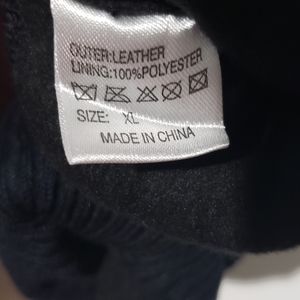 OUTER:LEATHER
LINING:100%POLYESTER
SIZE: XL
MADE IN CHINA